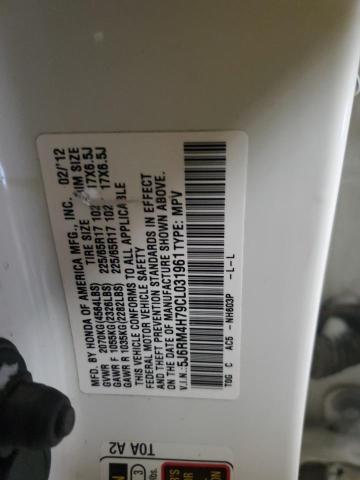 MFD. BY HONDA OF AMERICA MFG., INC. 02/'12
TIRE SIZE RIM SIZE
GVWR 2070KG(4564LBS) 225/65R17 102 17X6.5J
GAWR F 1055KG(2326LBS) 225/65R17 102 17X6.5J
GAWR R 1035KG(2282LBS)
THIS VEHICLE CONFORMS TO ALL APPLICABLE
FEDERAL MOTOR VEHICLE SAFETY AND
THEFT PREVENTION STANDARDS IN EFFECT
ON THE DATE OF MANUFACTURE SHOWN ABOVE.
V.I.N.:5J6RM4H79CL031961 TYPE: MPV
T0G C AC5 -NH603P -L-L
T0A A2